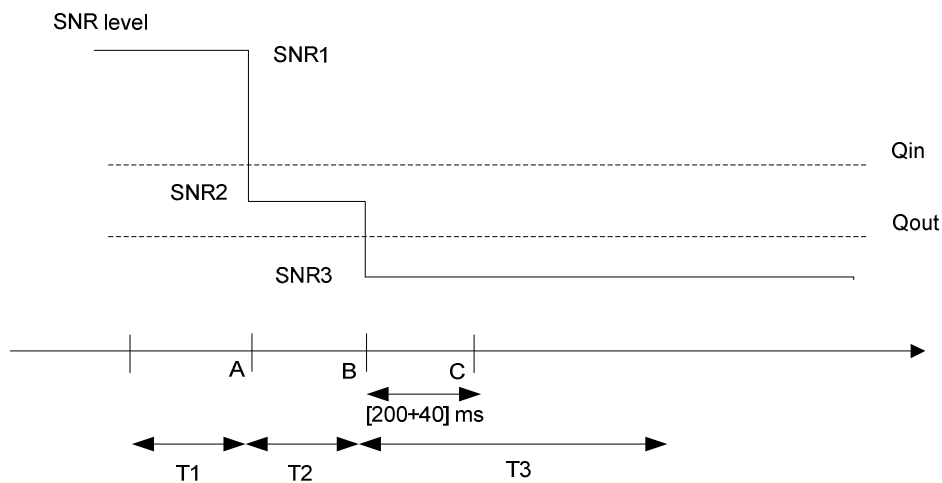 SNR level
SNR1
Qin
SNR2
Qout
SNR3
A
B
C
[200+40] ms
T1
T2
T3